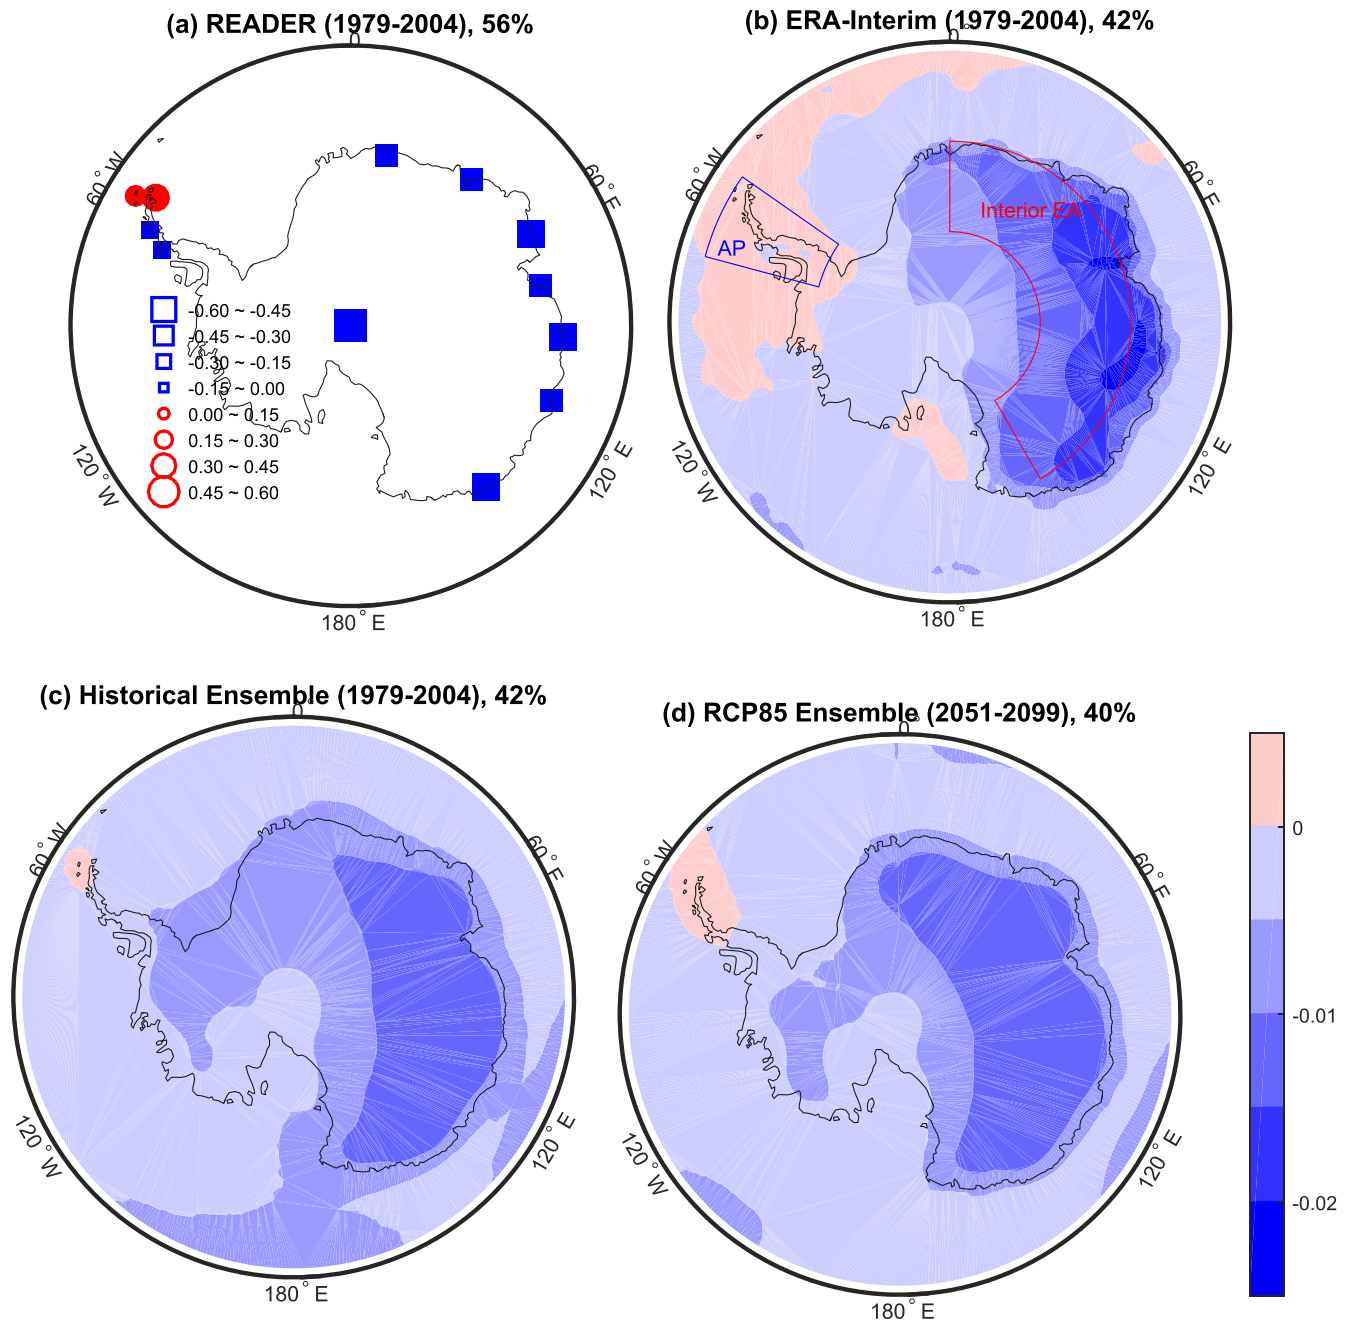 (a) READER (1979-2004), 56%
(b) ERA-Interim (1979-2004), 42%
0°
0°
60° W
60° E
60° W
60° E
Interior EA
AP
-0.60 ~ -0.45
-0.45 ~ -0.30
-0.30 ~ -0.15
-0.15 ~ 0.00
0.00 ~ 0.15
0.15 ~ 0.30
0.30 ~ 0.45
0.45 ~ 0.60
120° W
120° E
120° W
120° E
180° E
180° E
(c) Historical Ensemble (1979-2004), 42%
(d) RCP85 Ensemble (2051-2099), 40%
0°
0°
60° W
60° E
60° W
60° E
0
-0.01
-0.02
120° W
120° E
120° W
120° E
180° E
180° E